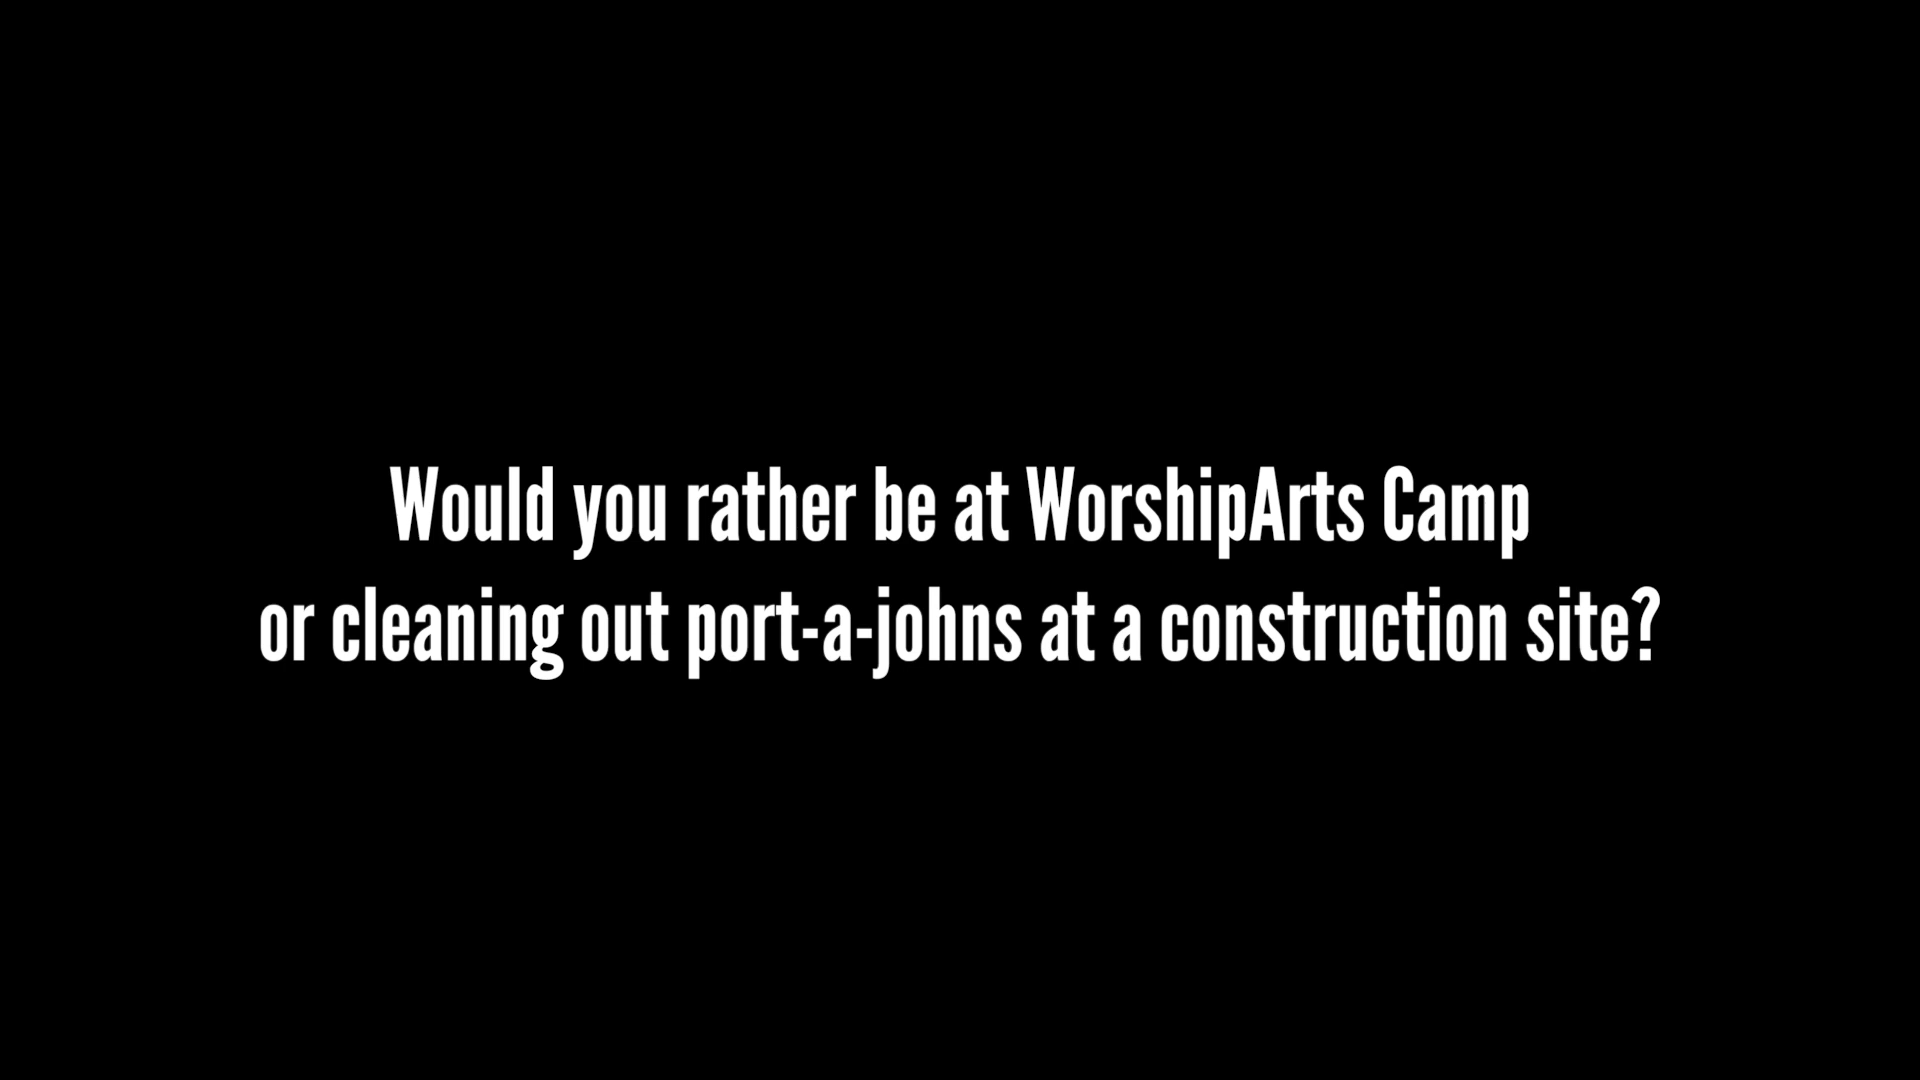 Would you rather be at WorshipArts Camp
or cleaning out port-a-johns at a construction site?